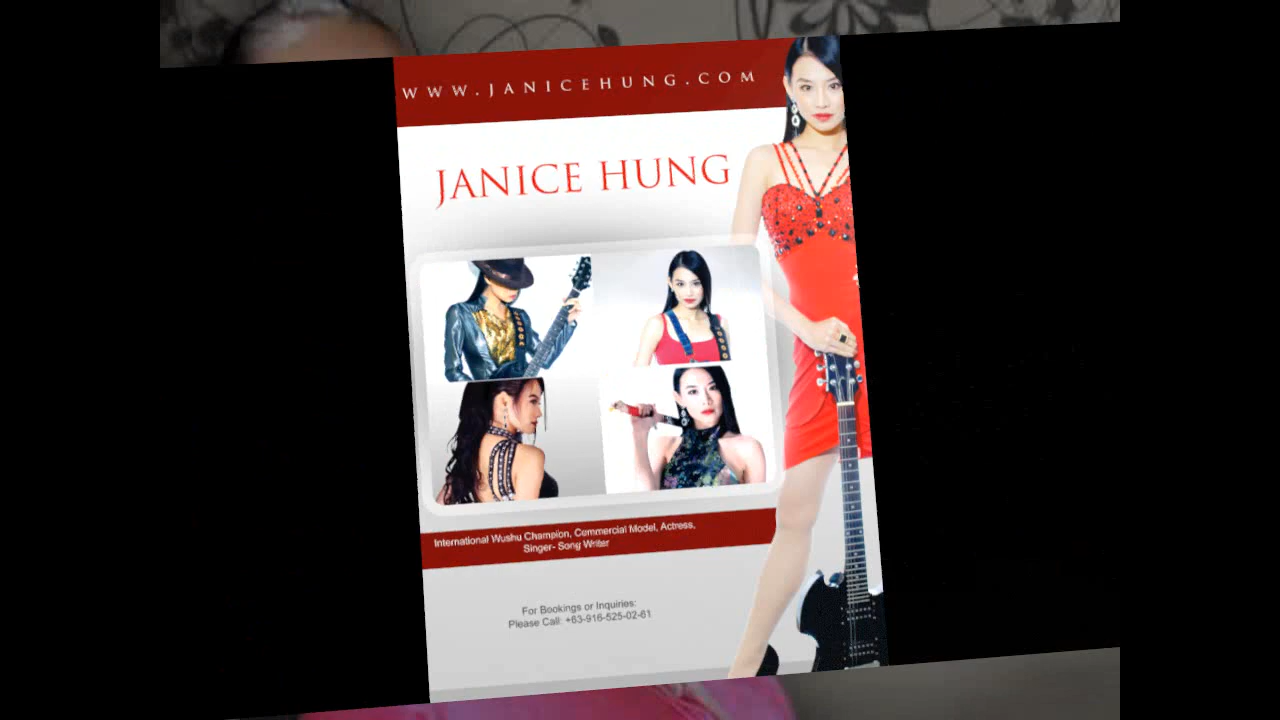 WWW.JANICEHUNG.COM
JANICE HUNG
International Wushu Champion, Commercial Model, Actress,
Singer- Song Writer
For Bookings or Inquiries:
Please Call: +63-916-525-02-61